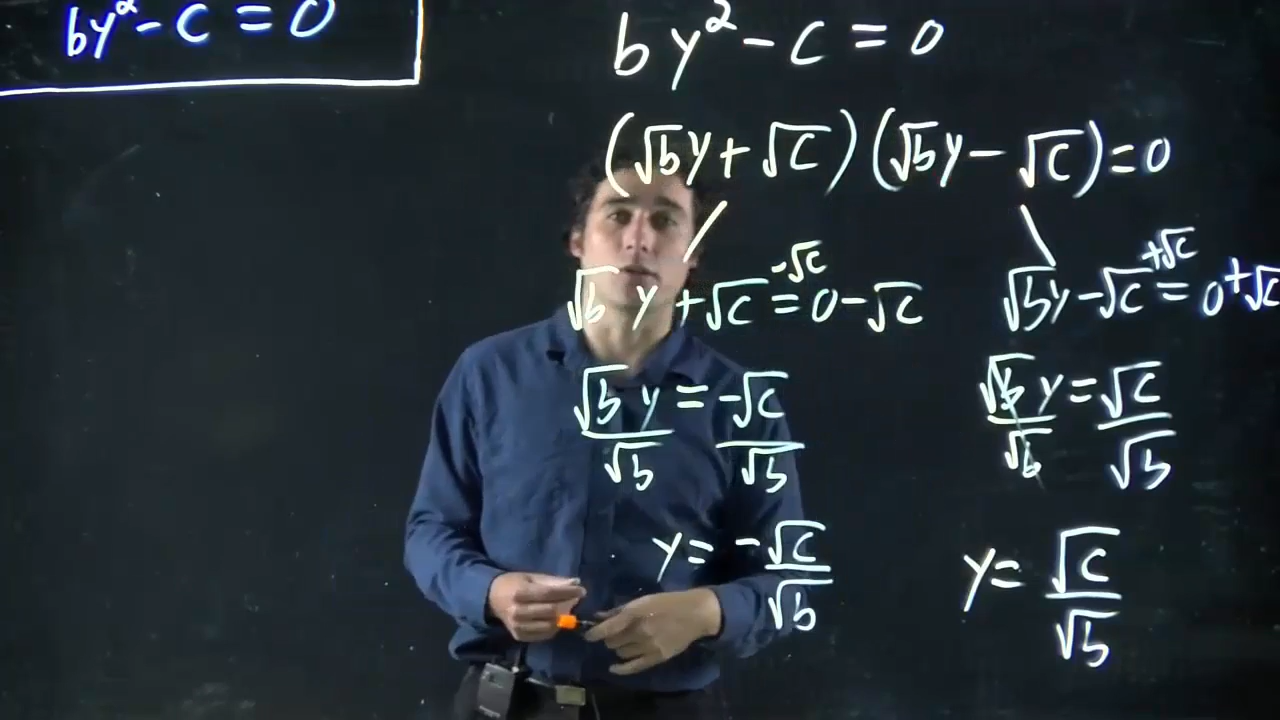 by² - c = 0
by² - c = 0
(√b y + √c)(√b y - √c) = 0
√b y + √c - √c = 0 - √c
√b y - √c + √c = 0 + √c
√b y / √b = -√c / √b
√b y / √b = √c / √b
y = -√c / √b
y = √c / √b